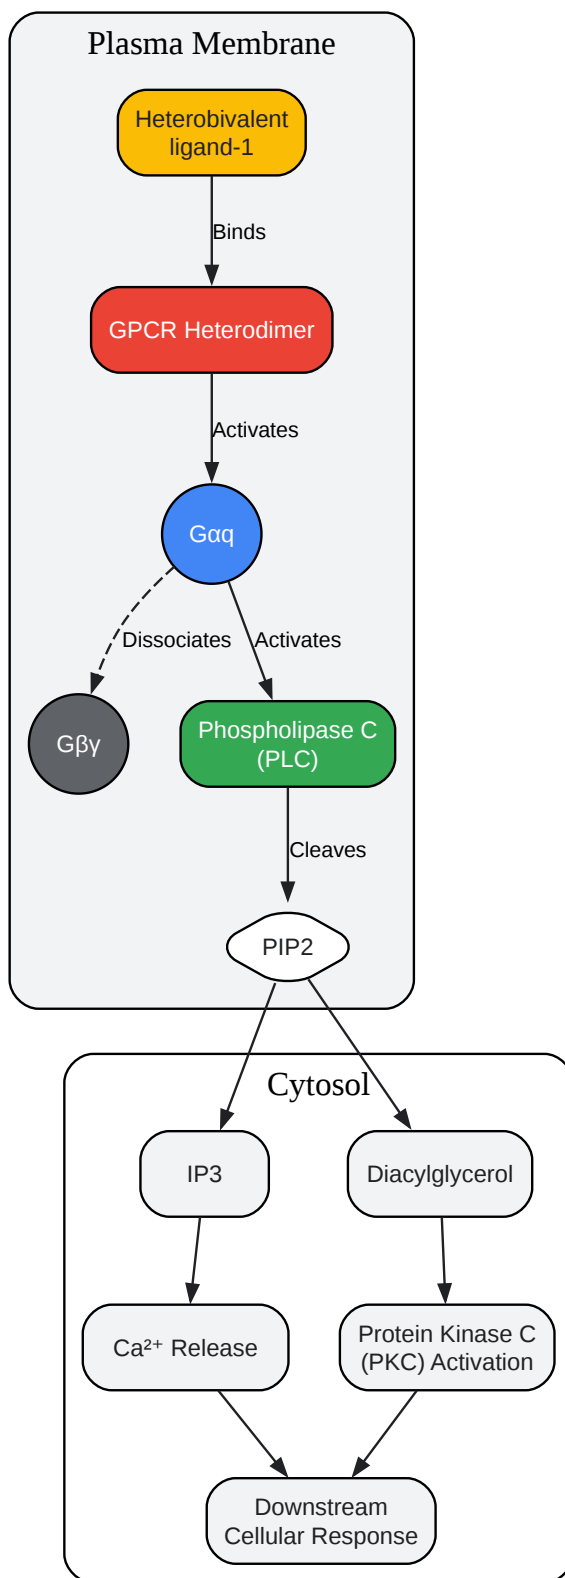 Plasma Membrane
Heterobivalent
ligand-1
Binds
GPCR Heterodimer
Activates
Gαq
Dissociates
Activates
Gβγ
Phospholipase C
(PLC)
Cleaves
PIP2
Cytosol
IP3
Diacylglycerol
Ca²⁺ Release
Protein Kinase C
(PKC) Activation
Downstream
Cellular Response